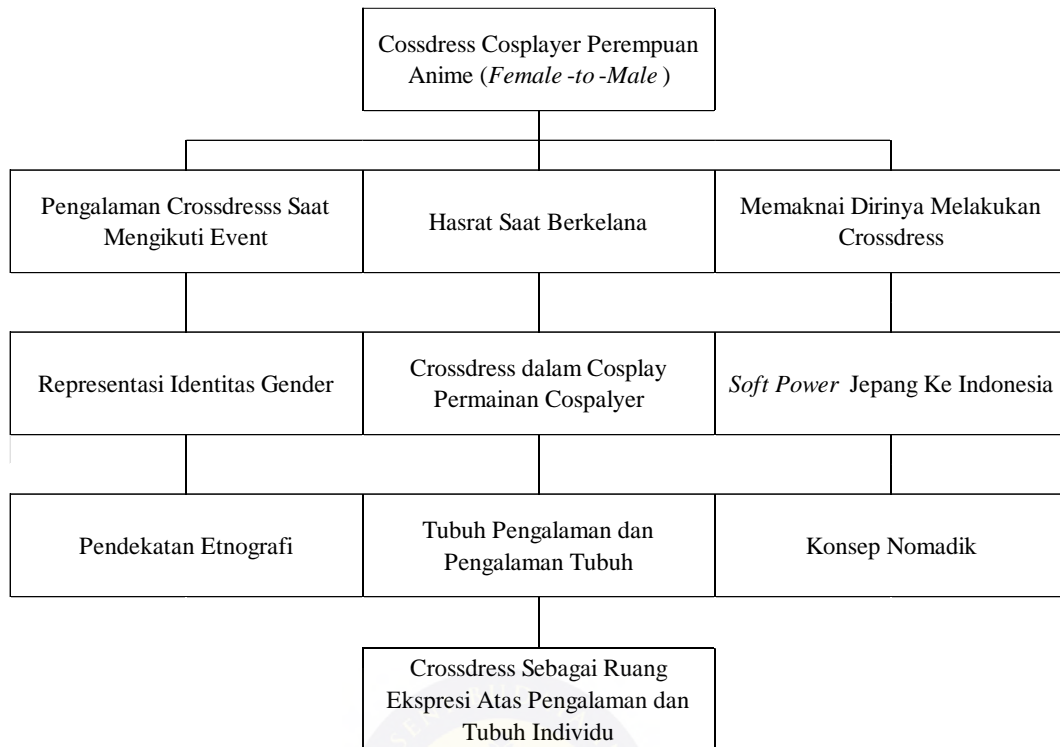 Cossdress Cosplayer Perempuan
Anime (Female -to -Male )
Pengalaman Crossdresss Saat
Mengikuti Event
Hasrat Saat Berkelana
Memaknai Dirinya Melakukan
Crossdress
Representasi Identitas Gender
Crossdress dalam Cosplay
Permainan Cospalyer
Soft Power Jepang Ke Indonesia
Pendekatan Etnografi
Tubuh Pengalaman dan
Pengalaman Tubuh
Konsep Nomadik
Crossdress Sebagai Ruang
Ekspresi Atas Pengalaman dan
Tubuh Individu